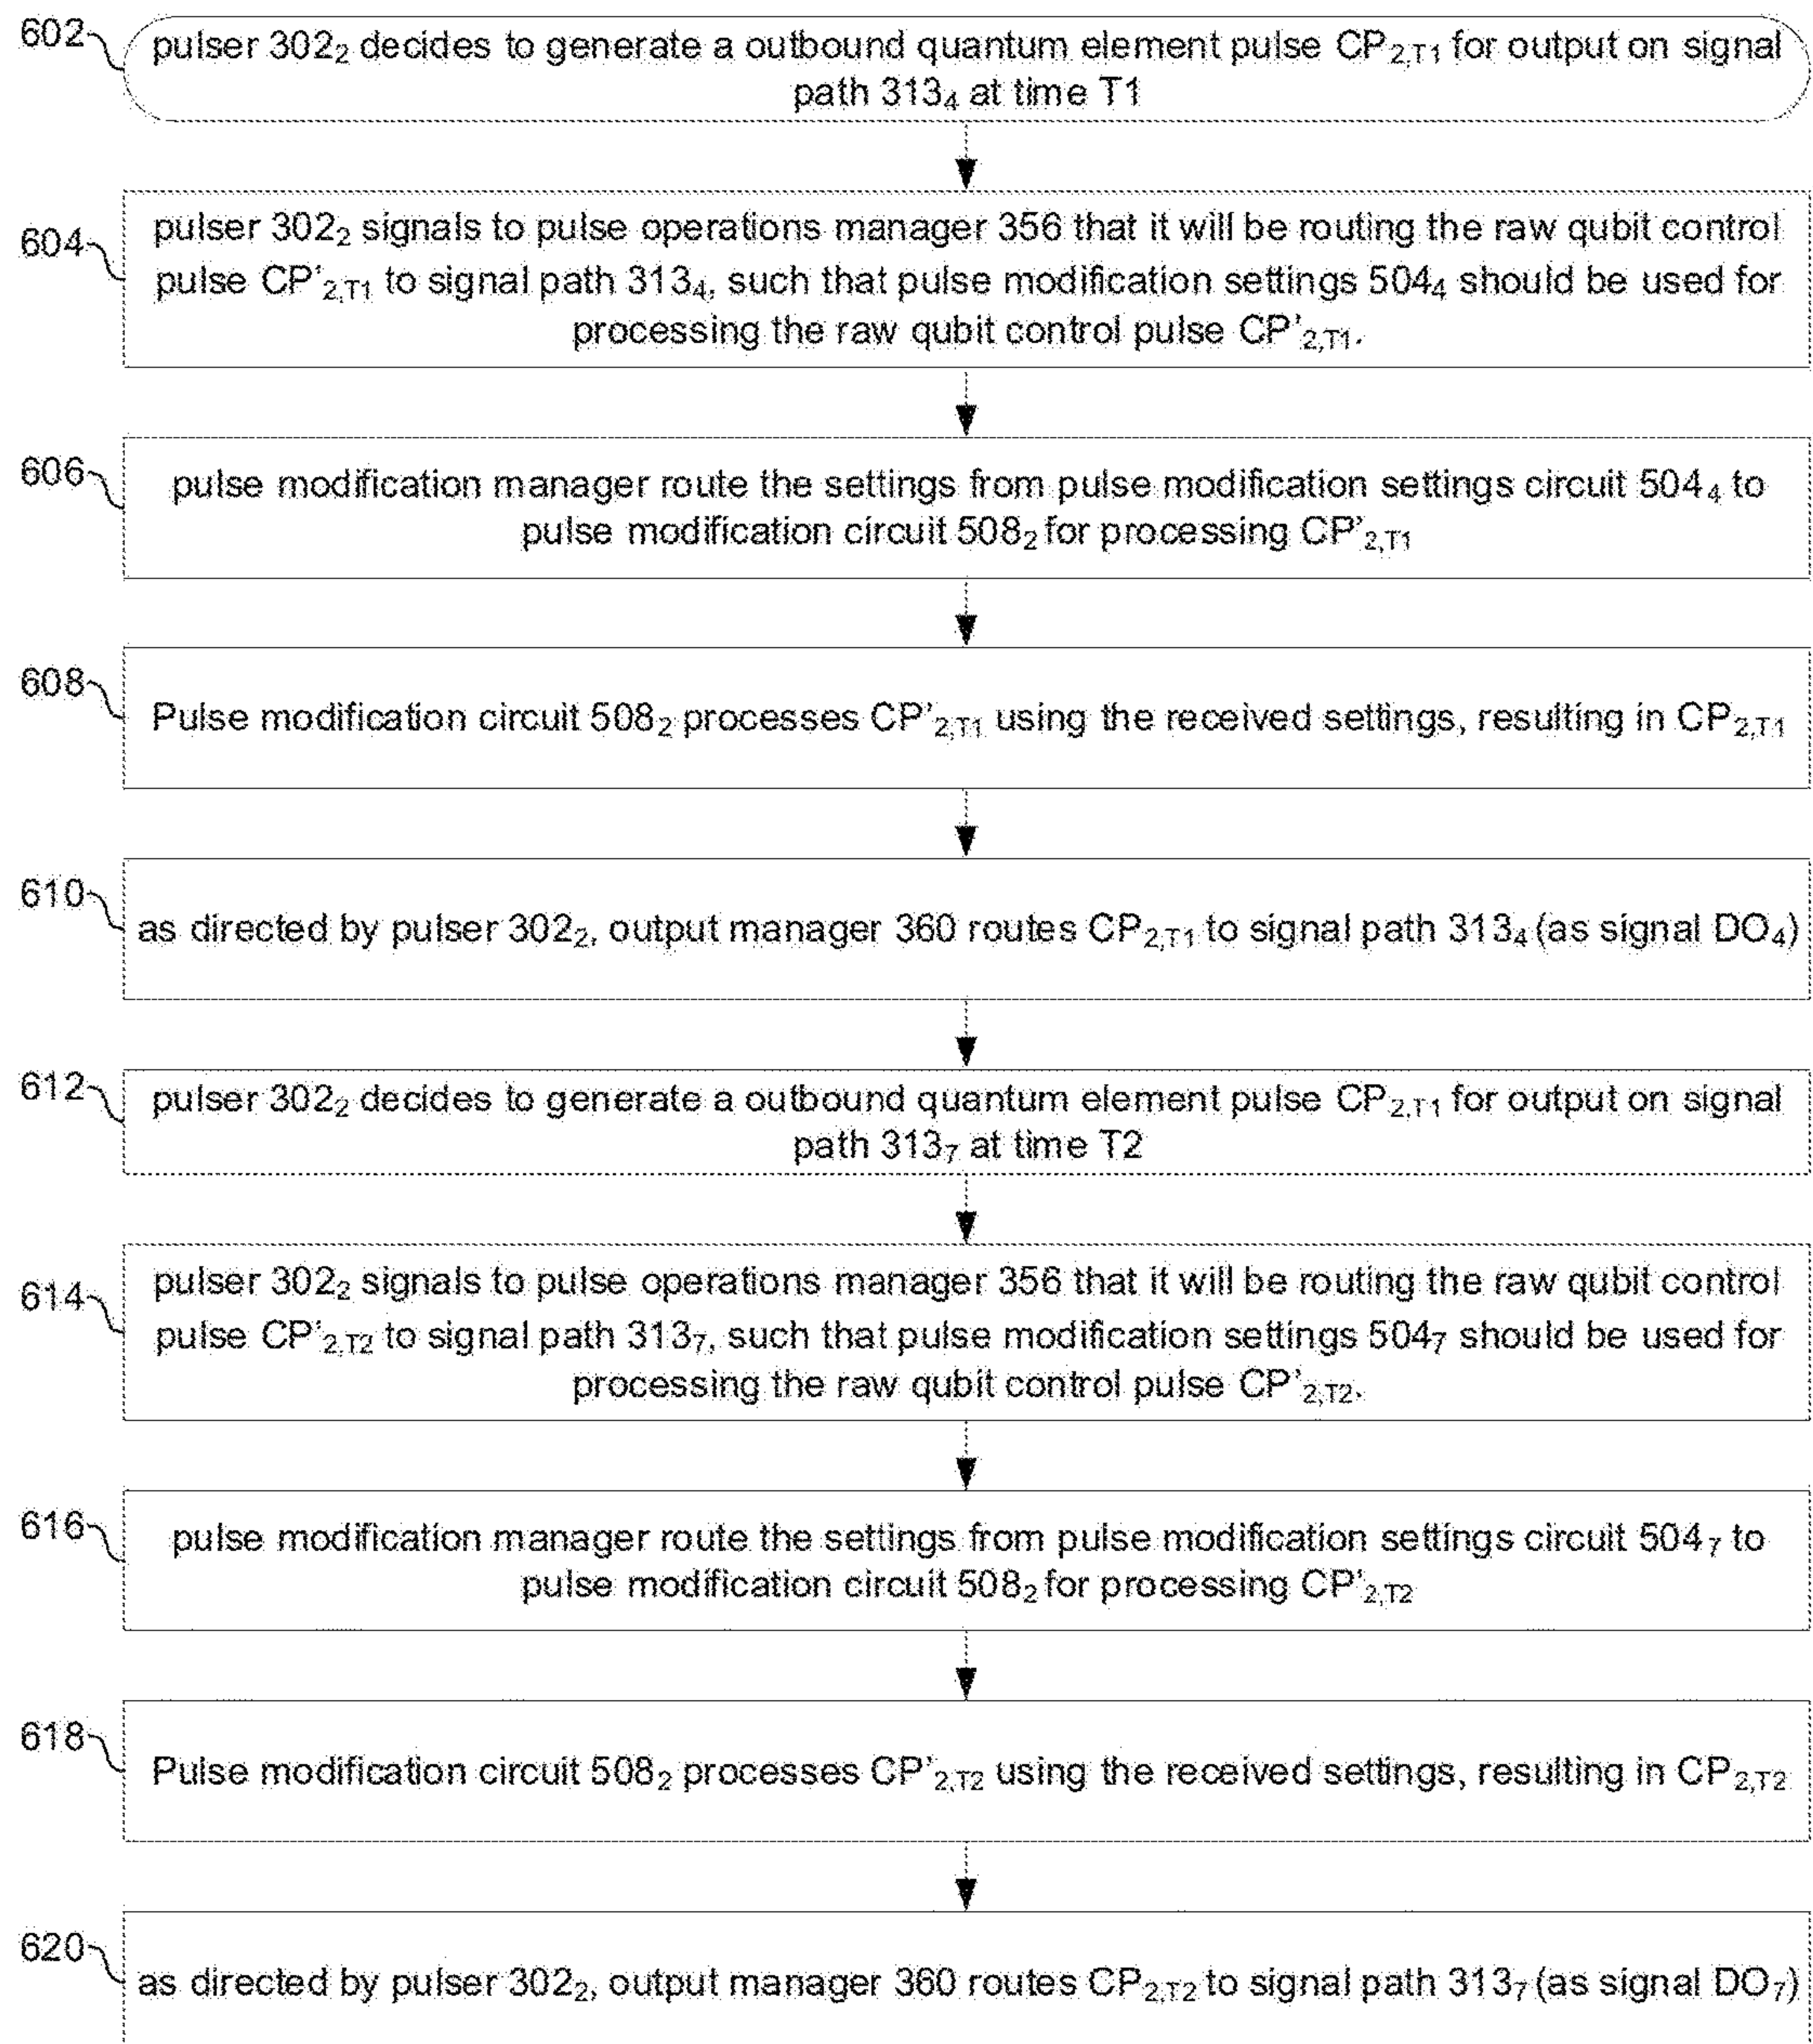 602
pulser 302₂ decides to generate a outbound quantum element pulse CP₂,T1 for output on signal
path 313₄ at time T1
604
pulser 302₂ signals to pulse operations manager 356 that it will be routing the raw qubit control
pulse CP'₂,T1 to signal path 313₄, such that pulse modification settings 504₄ should be used for
processing the raw qubit control pulse CP'₂,T1.
606
pulse modification manager route the settings from pulse modification settings circuit 504₄ to
pulse modification circuit 508₂ for processing CP'₂,T1
608
Pulse modification circuit 508₂ processes CP'₂,T1 using the received settings, resulting in CP₂,T1
610
as directed by pulser 302₂, output manager 360 routes CP₂,T1 to signal path 313₄ (as signal DO₄)
612
pulser 302₂ decides to generate a outbound quantum element pulse CP₂,T1 for output on signal
path 313₇ at time T2
614
pulser 302₂ signals to pulse operations manager 356 that it will be routing the raw qubit control
pulse CP'₂,T2 to signal path 313₇, such that pulse modification settings 504₇ should be used for
processing the raw qubit control pulse CP'₂,T2.
616
pulse modification manager route the settings from pulse modification settings circuit 504₇ to
pulse modification circuit 508₂ for processing CP'₂,T2
618
Pulse modification circuit 508₂ processes CP'₂,T2 using the received settings, resulting in CP₂,T2
620
as directed by pulser 302₂, output manager 360 routes CP₂,T2 to signal path 313₇ (as signal DO₇)